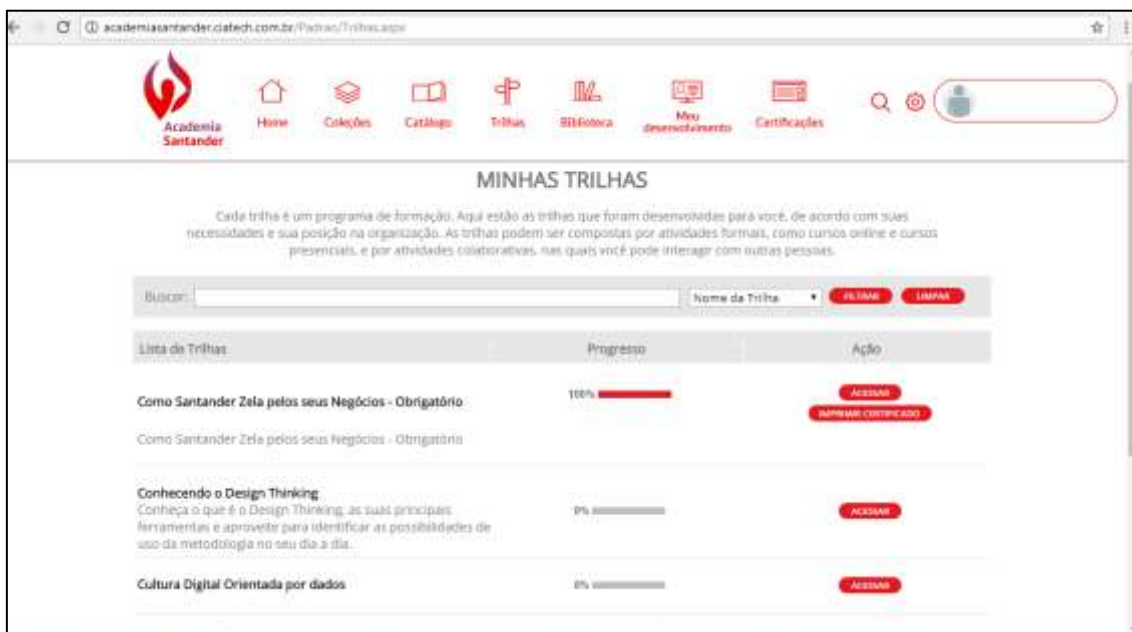 academiasantander.ciatech.com.br/Padrao/Trilhas.aspx
Academia
Santander
Home
Coleções
Catálogo
Trilhas
Biblioteca
Meu
desenvolvimento
Certificações
MINHAS TRILHAS
Cada trilha é um programa de formação. Aqui estão as trilhas que foram desenvolvidas para você, de acordo com suas
necessidades e sua posição na organização. As trilhas podem ser compostas por atividades formais, como cursos online e cursos
presenciais, e por atividades colaborativas, nas quais você pode interagir com outras pessoas.
Buscar: Nome da Trilha FILTRAR LIMPAR
Lista de Trilhas Progresso Ação
Como Santander Zela pelos seus Negócios - Obrigatório 100% ACESSAR
IMPRIMIR CERTIFICADO
Como Santander Zela pelos seus Negócios - Obrigatório
Conhecendo o Design Thinking
Conheça o que é o Design Thinking, as suas principais
ferramentas e aproveite para identificar as possibilidades de
uso da metodologia no seu dia a dia.
0% ACESSAR
Cultura Digital Orientada por dados 0% ACESSAR